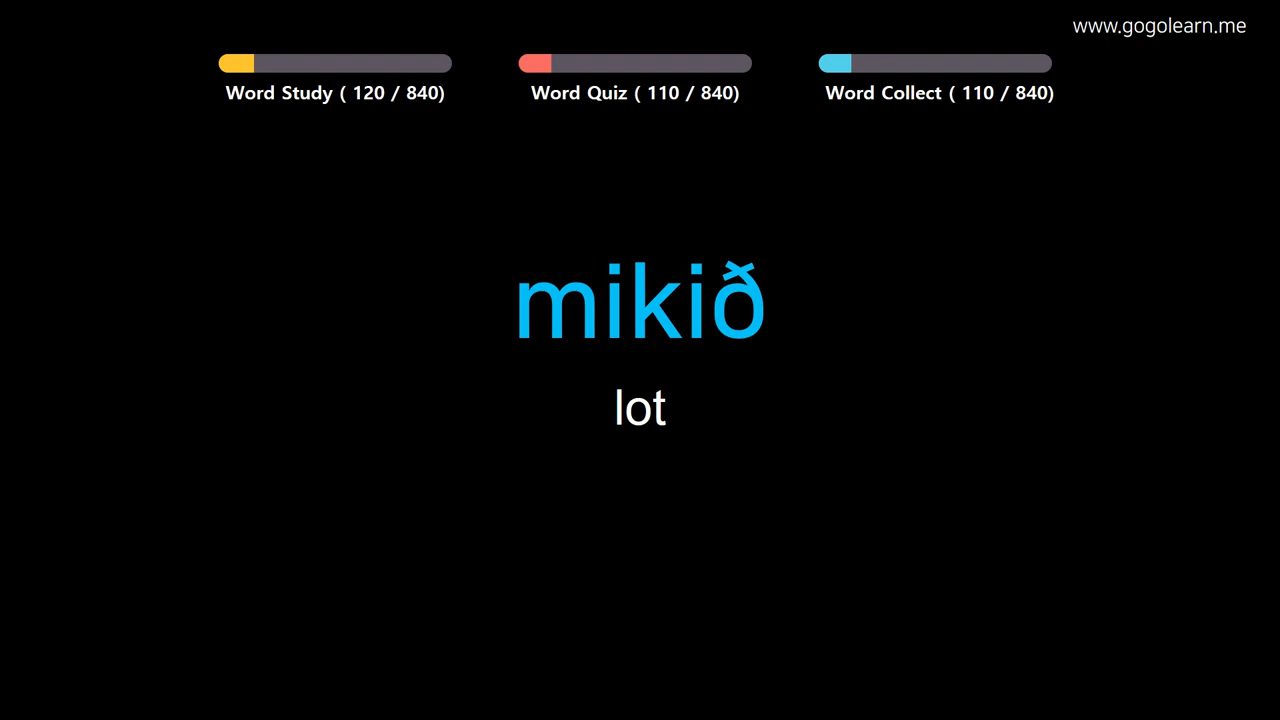 www.gogolearn.me
Word Study ( 120 / 840)
Word Quiz ( 110 / 840)
Word Collect ( 110 / 840)
mikið
lot